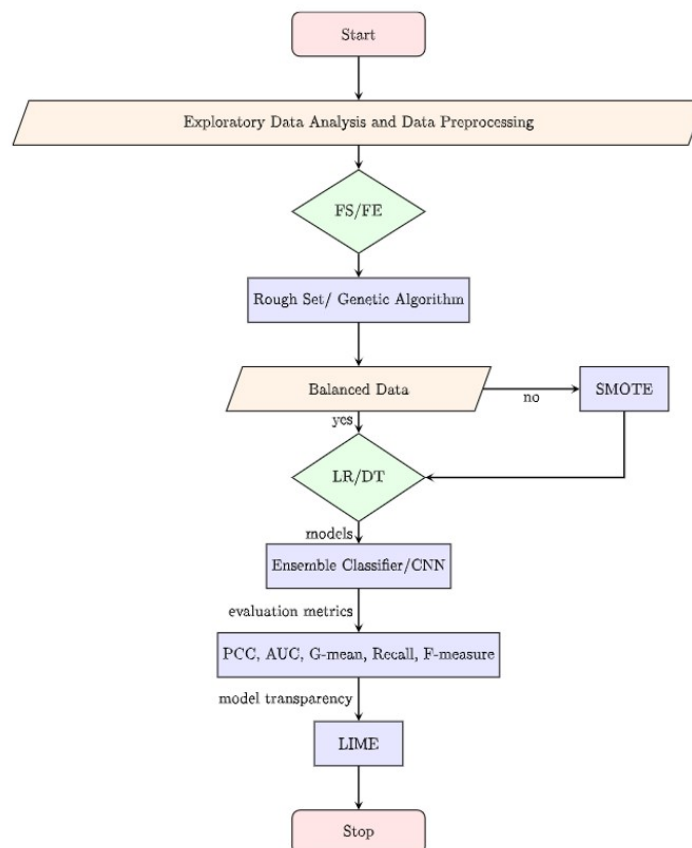 Start
Exploratory Data Analysis and Data Preprocessing
FS/FE
Rough Set/ Genetic Algorithm
Balanced Data
no
SMOTE
yes
LR/DT
models
Ensemble Classifier/CNN
evaluation metrics
PCC, AUC, G-mean, Recall, F-measure
model transparency
LIME
Stop